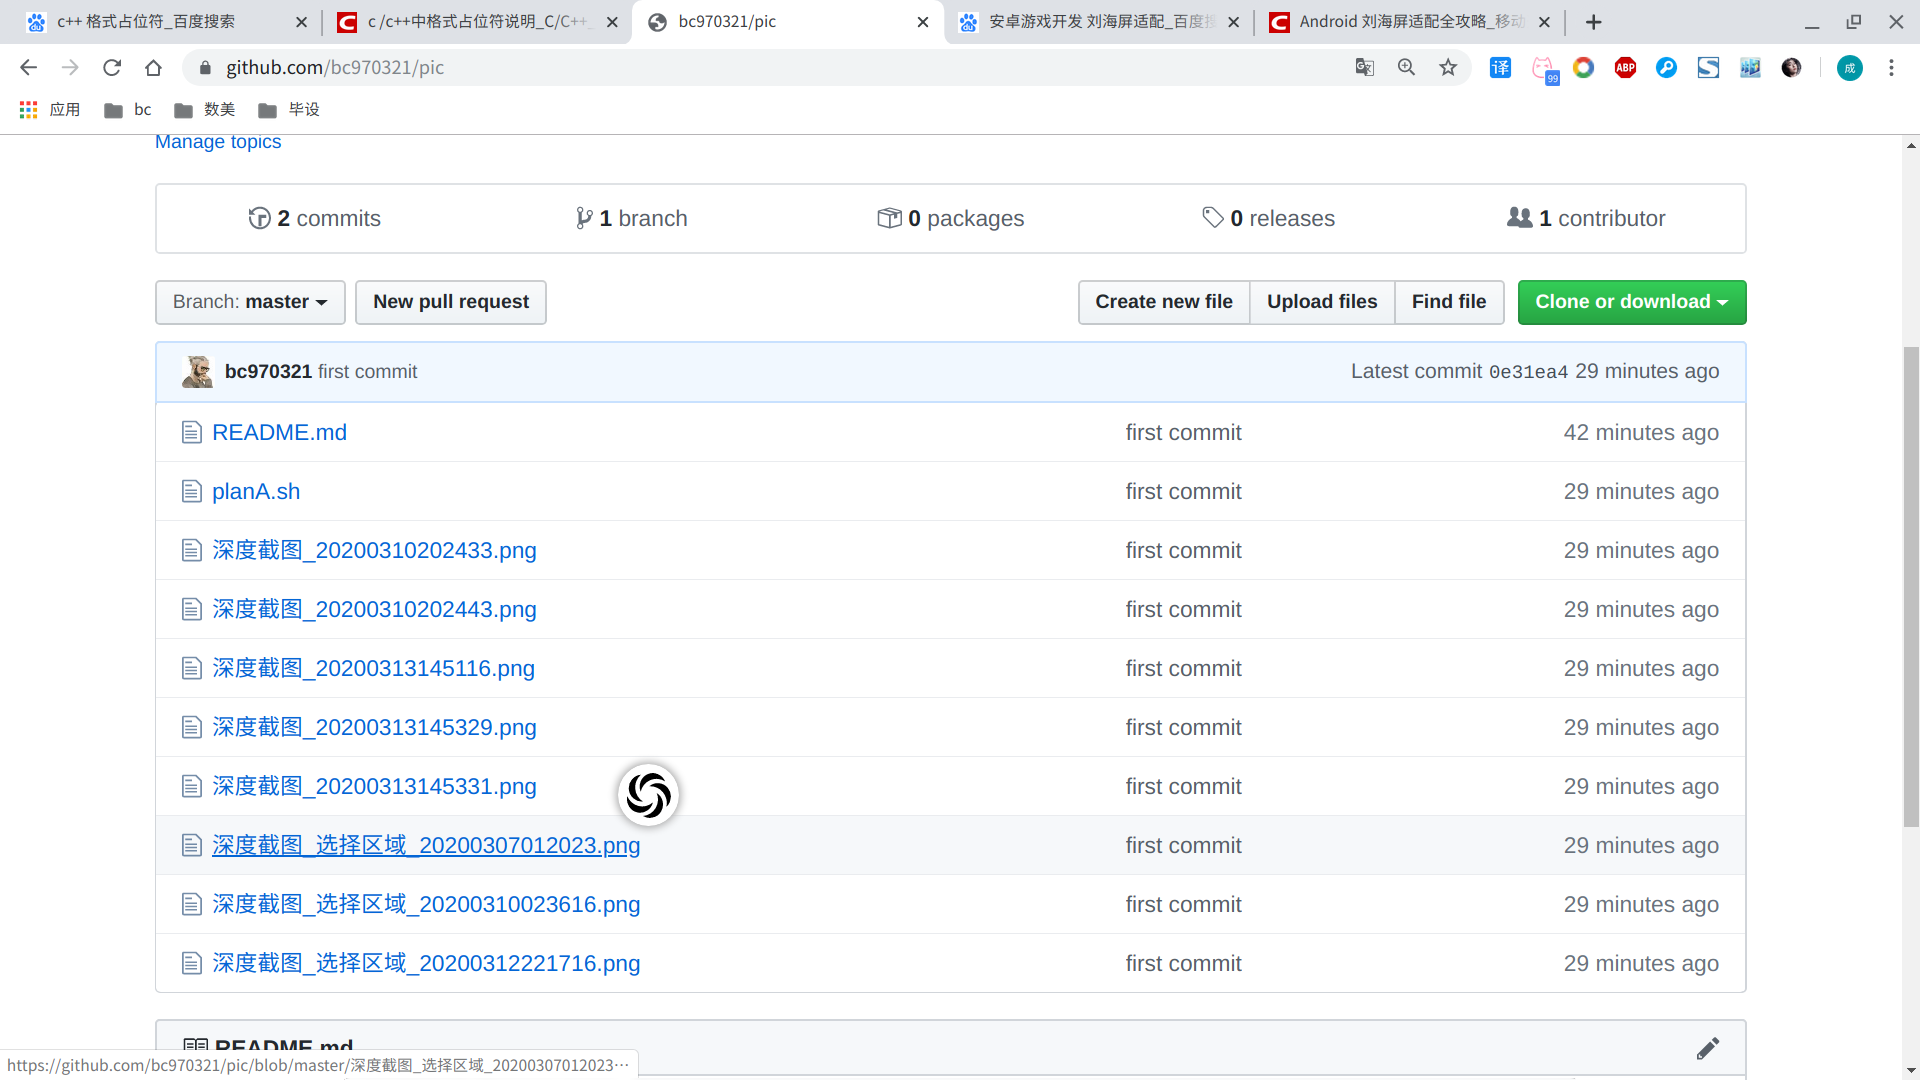 c++ 格式占位符_百度搜索
c /c++中格式占位符说明_C/C++_
bc970321/pic
安卓游戏开发 刘海屏适配_百度
Android 刘海屏适配全攻略_移动
github.com/bc970321/pic
译
99
ABP
成
应用
bc
数美
毕设
Manage topics
2 commits
1 branch
0 packages
0 releases
1 contributor
Branch: master
New pull request
Create new file
Upload files
Find file
Clone or download
bc970321 first commit
Latest commit 0e31ea4 29 minutes ago
README.md first commit 42 minutes ago
planA.sh first commit 29 minutes ago
深度截图_20200310202433.png first commit 29 minutes ago
深度截图_20200310202443.png first commit 29 minutes ago
深度截图_20200313145116.png first commit 29 minutes ago
深度截图_20200313145329.png first commit 29 minutes ago
深度截图_20200313145331.png first commit 29 minutes ago
深度截图_选择区域_20200307012023.png first commit 29 minutes ago
深度截图_选择区域_20200310023616.png first commit 29 minutes ago
深度截图_选择区域_20200312221716.png first commit 29 minutes ago
README.md
https://github.com/bc970321/pic/blob/master/深度截图_选择区域_20200307012023…